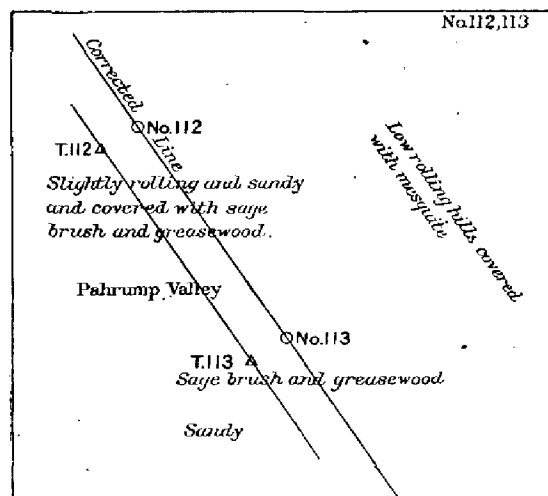 No.112,113
Corrected Line
No.112
T.112
Low rolling hills covered
with mesquite
Slightly rolling and sandy
and covered with sage
brush and greasewood.
Pahrump Valley
No.113
T.113
Sage brush and greasewood
Sandy